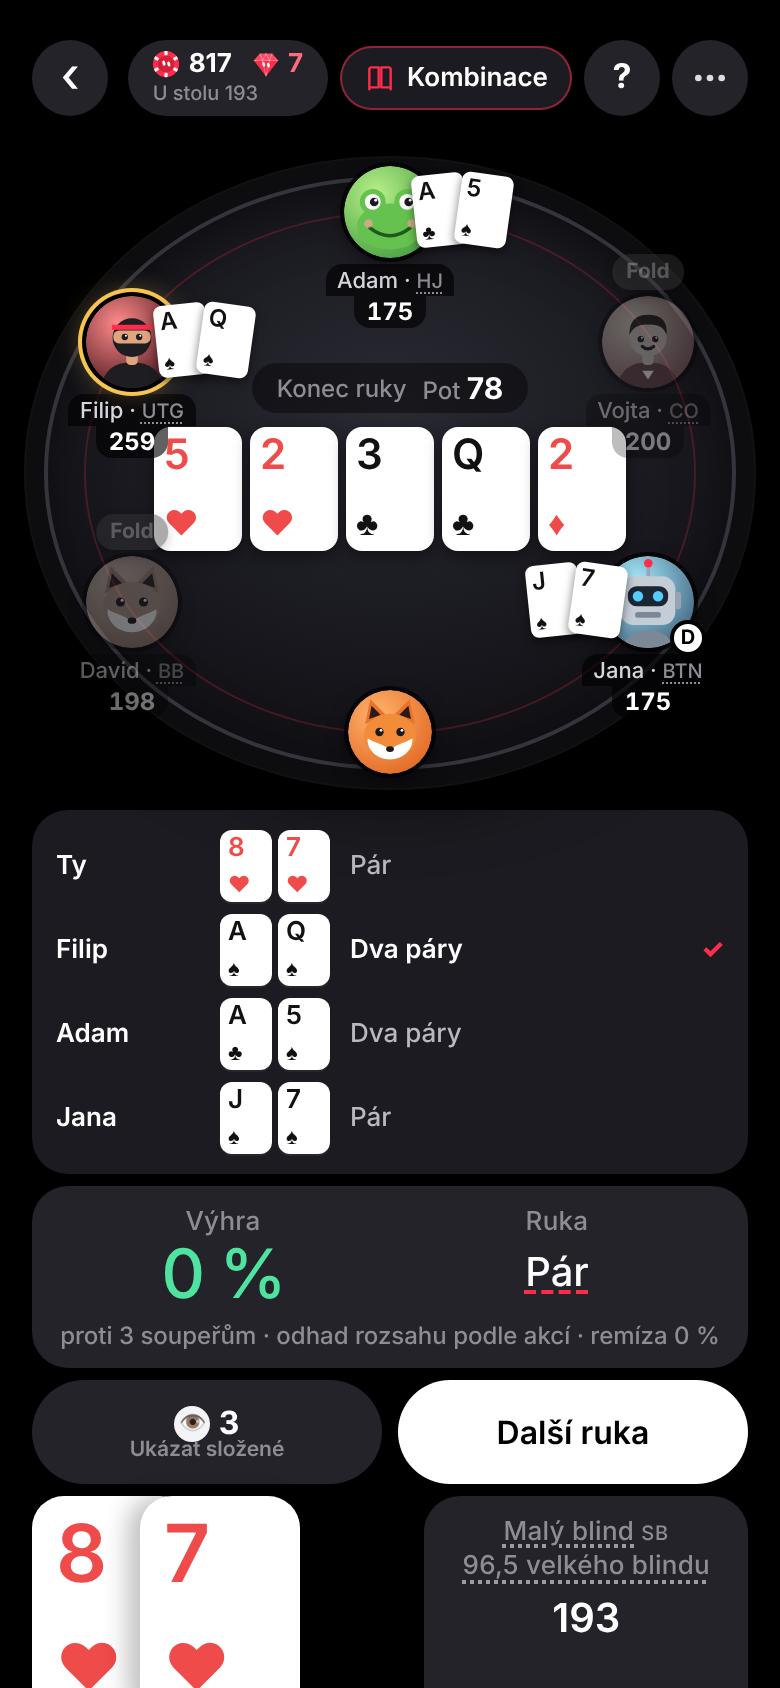 817 7
U stolu 193
Kombinace
?
A 5
Adam · HJ
175
Fold
A Q
Filip · UTG
259
Vojta · CO
200
Konec ruky Pot 78
5 2 3 Q 2
Fold
J 7
D
David · BB
198
Jana · BTN
175
Ty 8 7 Pár
Filip A Q Dva páry
Adam A 5 Dva páry
Jana J 7 Pár
Výhra Ruka
0 % Pár
proti 3 soupeřům · odhad rozsahu podle akcí · remíza 0 %
3
Ukázat složené
Další ruka
8 7
Malý blind SB
96,5 velkého blindu
193